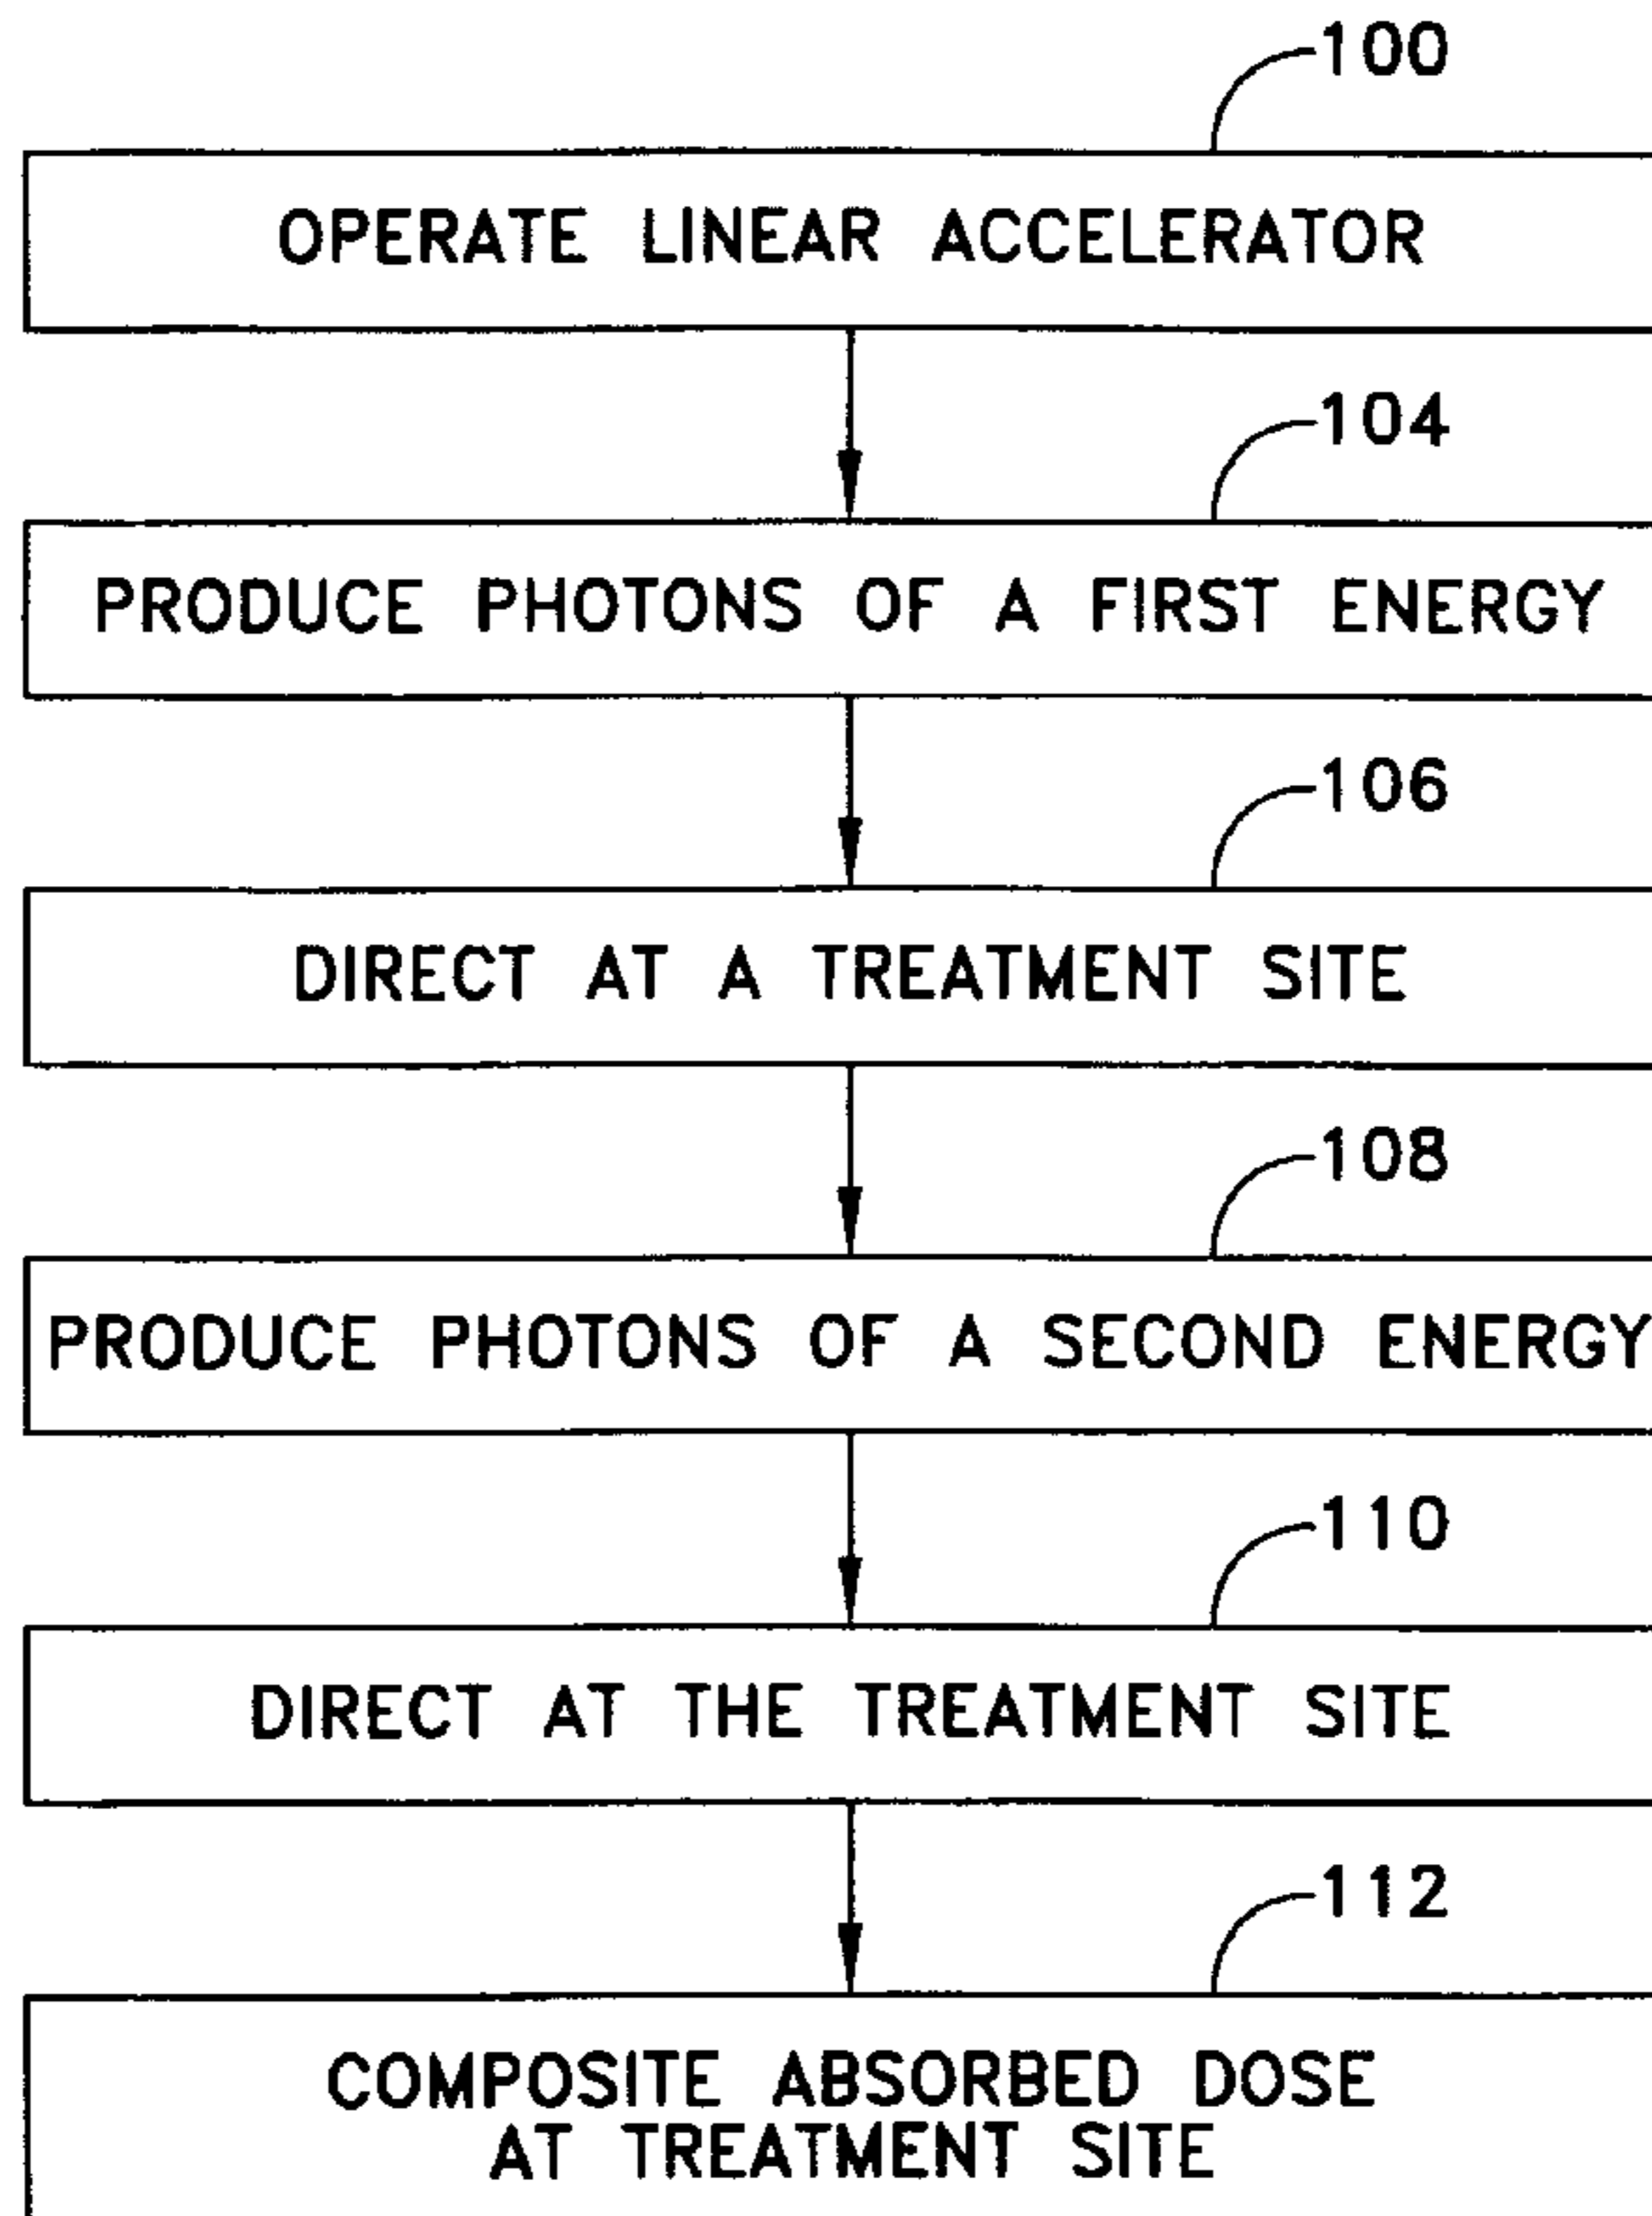 100
OPERATE LINEAR ACCELERATOR
104
PRODUCE PHOTONS OF A FIRST ENERGY
106
DIRECT AT A TREATMENT SITE
108
PRODUCE PHOTONS OF A SECOND ENERGY
110
DIRECT AT THE TREATMENT SITE
112
COMPOSITE ABSORBED DOSE
AT TREATMENT SITE